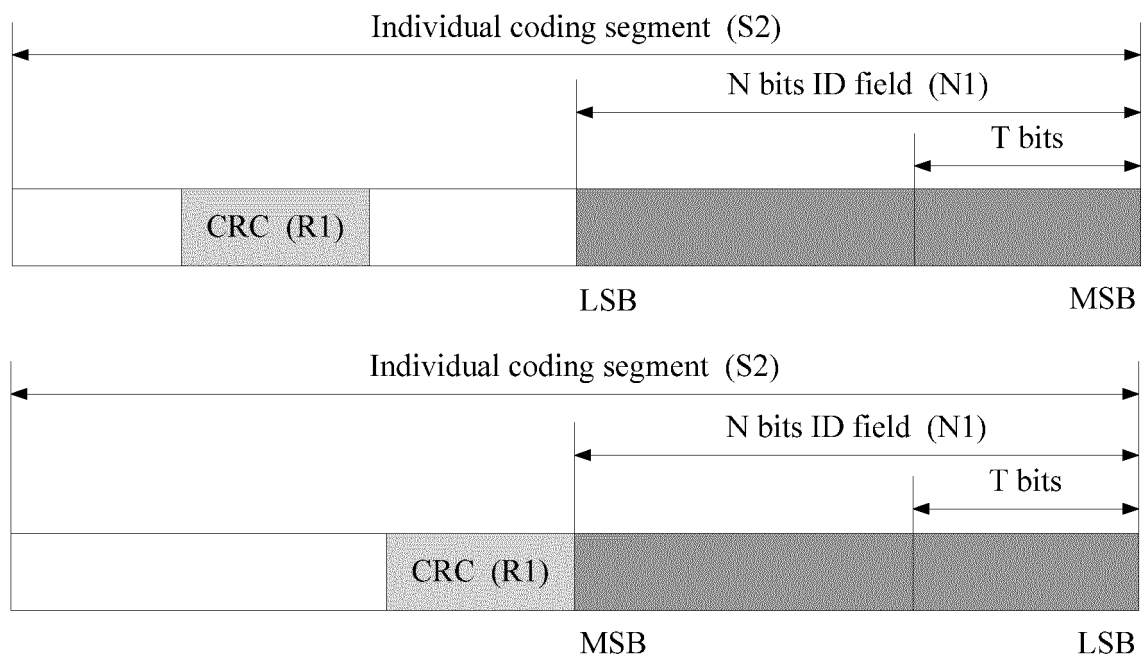 Individual coding segment (S2)
N bits ID field (N1)
T bits
CRC (R1)
LSB MSB
Individual coding segment (S2)
N bits ID field (N1)
T bits
CRC (R1)
MSB LSB